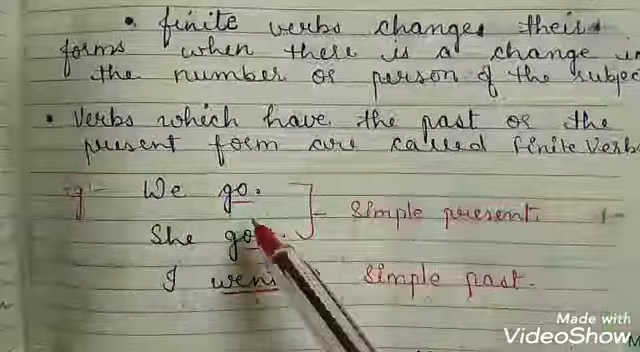 • finite verbs changes their
forms when there is a change in
the number or person of the subjec
• Verbs which have the past or the
present form are called finite verb
We go.
She go
simple present.
I went simple past.
Made with
VideoShow